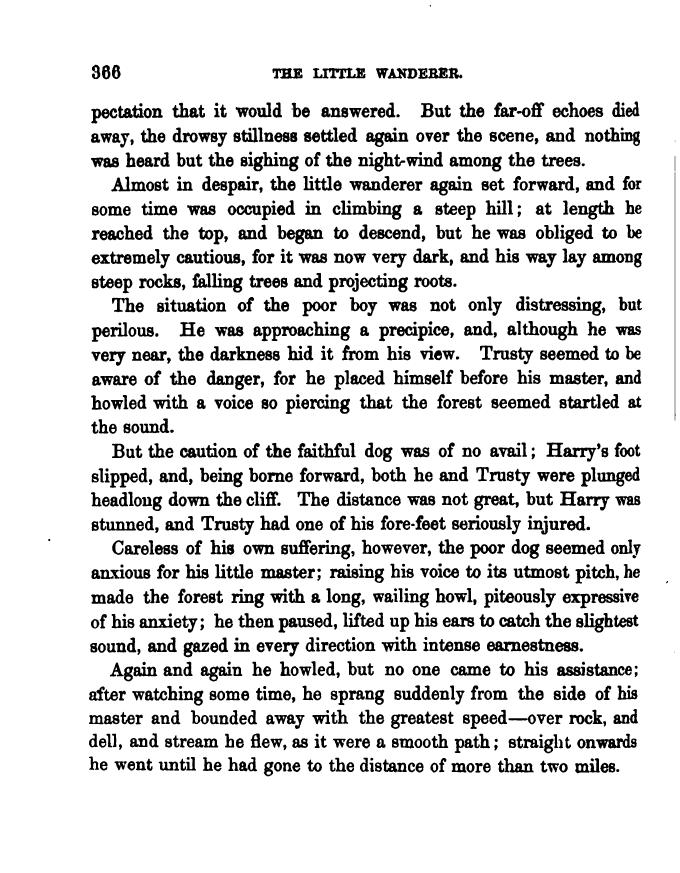 366 THE LITTLE WANDERER.
pectation that it would be answered. But the far-off echoes died
away, the drowsy stillness settled again over the scene, and nothing
was heard but the sighing of the night-wind among the trees.
Almost in despair, the little wanderer again set forward, and for
some time was occupied in climbing a steep hill; at length he
reached the top, and began to descend, but he was obliged to be
extremely cautious, for it was now very dark, and his way lay among
steep rocks, falling trees and projecting roots.
The situation of the poor boy was not only distressing, but
perilous. He was approaching a precipice, and, although he was
very near, the darkness hid it from his view. Trusty seemed to be
aware of the danger, for he placed himself before his master, and
howled with a voice so piercing that the forest seemed startled at
the sound.
But the caution of the faithful dog was of no avail; Harry's foot
slipped, and, being borne forward, both he and Trusty were plunged
headlong down the cliff. The distance was not great, but Harry was
stunned, and Trusty had one of his fore-feet seriously injured.
Careless of his own suffering, however, the poor dog seemed only
anxious for his little master; raising his voice to its utmost pitch, he
made the forest ring with a long, wailing howl, piteously expressive
of his anxiety; he then paused, lifted up his ears to catch the slightest
sound, and gazed in every direction with intense earnestness.
Again and again he howled, but no one came to his assistance;
after watching some time, he sprang suddenly from the side of his
master and bounded away with the greatest speed—over rock, and
dell, and stream he flew, as it were a smooth path; straight onwards
he went until he had gone to the distance of more than two miles.